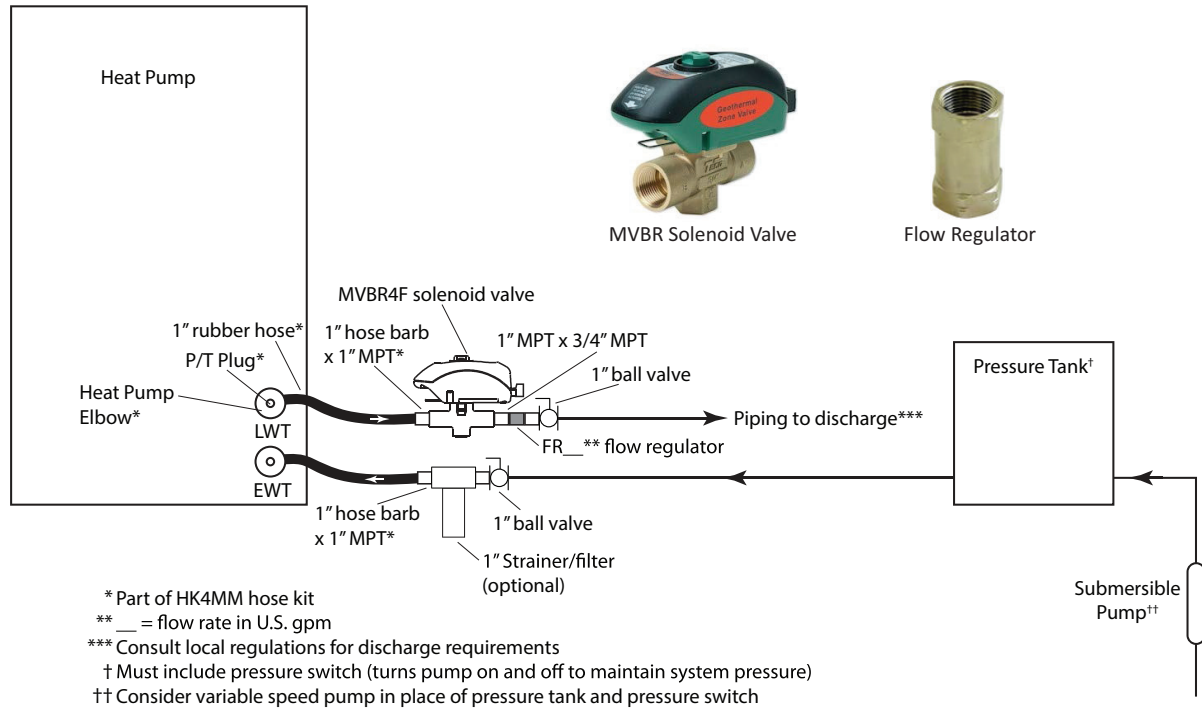 Heat Pump
Geothermal
Zone Valve
MVBR Solenoid Valve
Flow Regulator
MVBR4F solenoid valve
1” rubber hose*
1” hose barb
x 1” MPT*
1” MPT x 3/4” MPT
P/T Plug*
1” ball valve
Pressure Tank†
Heat Pump
Elbow*
LWT
Piping to discharge***
FR__** flow regulator
EWT
1” hose barb
x 1” MPT*
1” ball valve
1” Strainer/filter
(optional)
Submersible
Pump††
* Part of HK4MM hose kit
** __ = flow rate in U.S. gpm
*** Consult local regulations for discharge requirements
† Must include pressure switch (turns pump on and off to maintain system pressure)
†† Consider variable speed pump in place of pressure tank and pressure switch